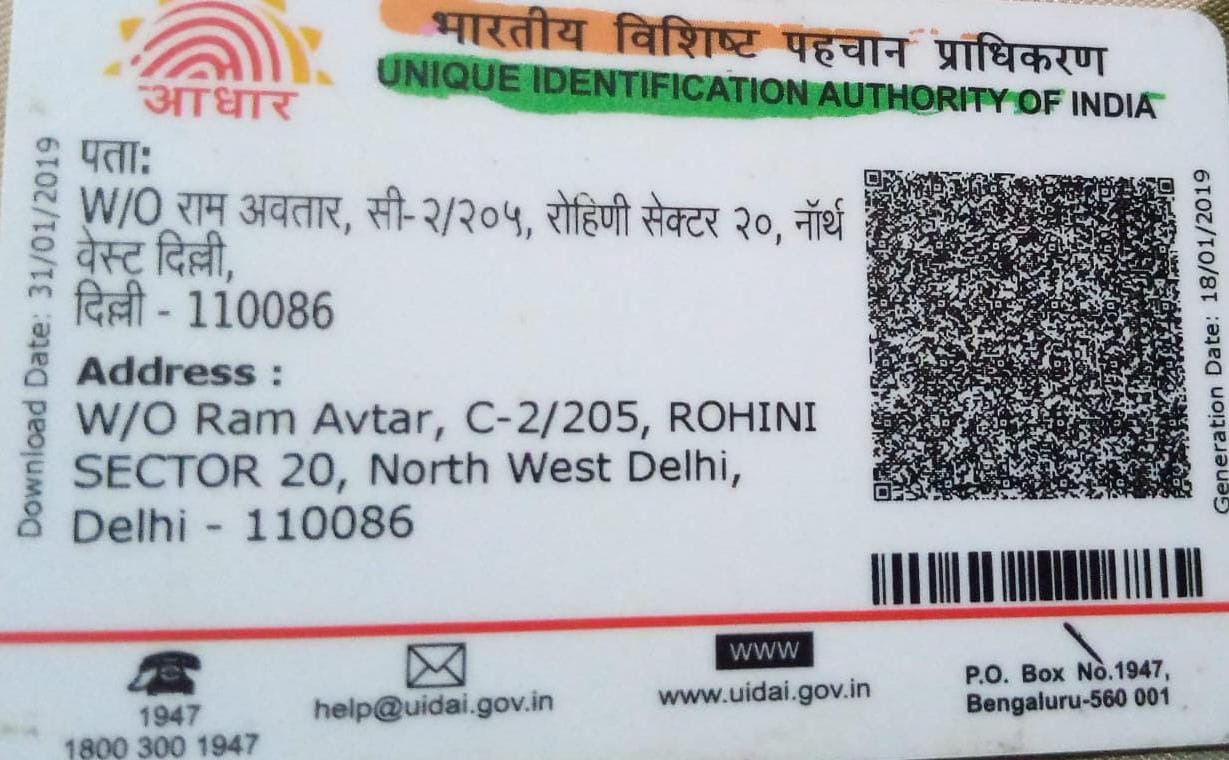 आधार
भारतीय विशिष्ट पहचान प्राधिकरण
UNIQUE IDENTIFICATION AUTHORITY OF INDIA
Download Date: 31/01/2019
पता:
W/O राम अवतार, सी-२/२०५, रोहिणी सेक्टर २०, नॉर्थ
वेस्ट दिल्ली,
दिल्ली - 110086
Address :
W/O Ram Avtar, C-2/205, ROHINI
SECTOR 20, North West Delhi,
Delhi - 110086
Generation Date: 18/01/2019
1947
1800 300 1947
help@uidai.gov.in
WWW
www.uidai.gov.in
P.O. Box No.1947,
Bengaluru-560 001